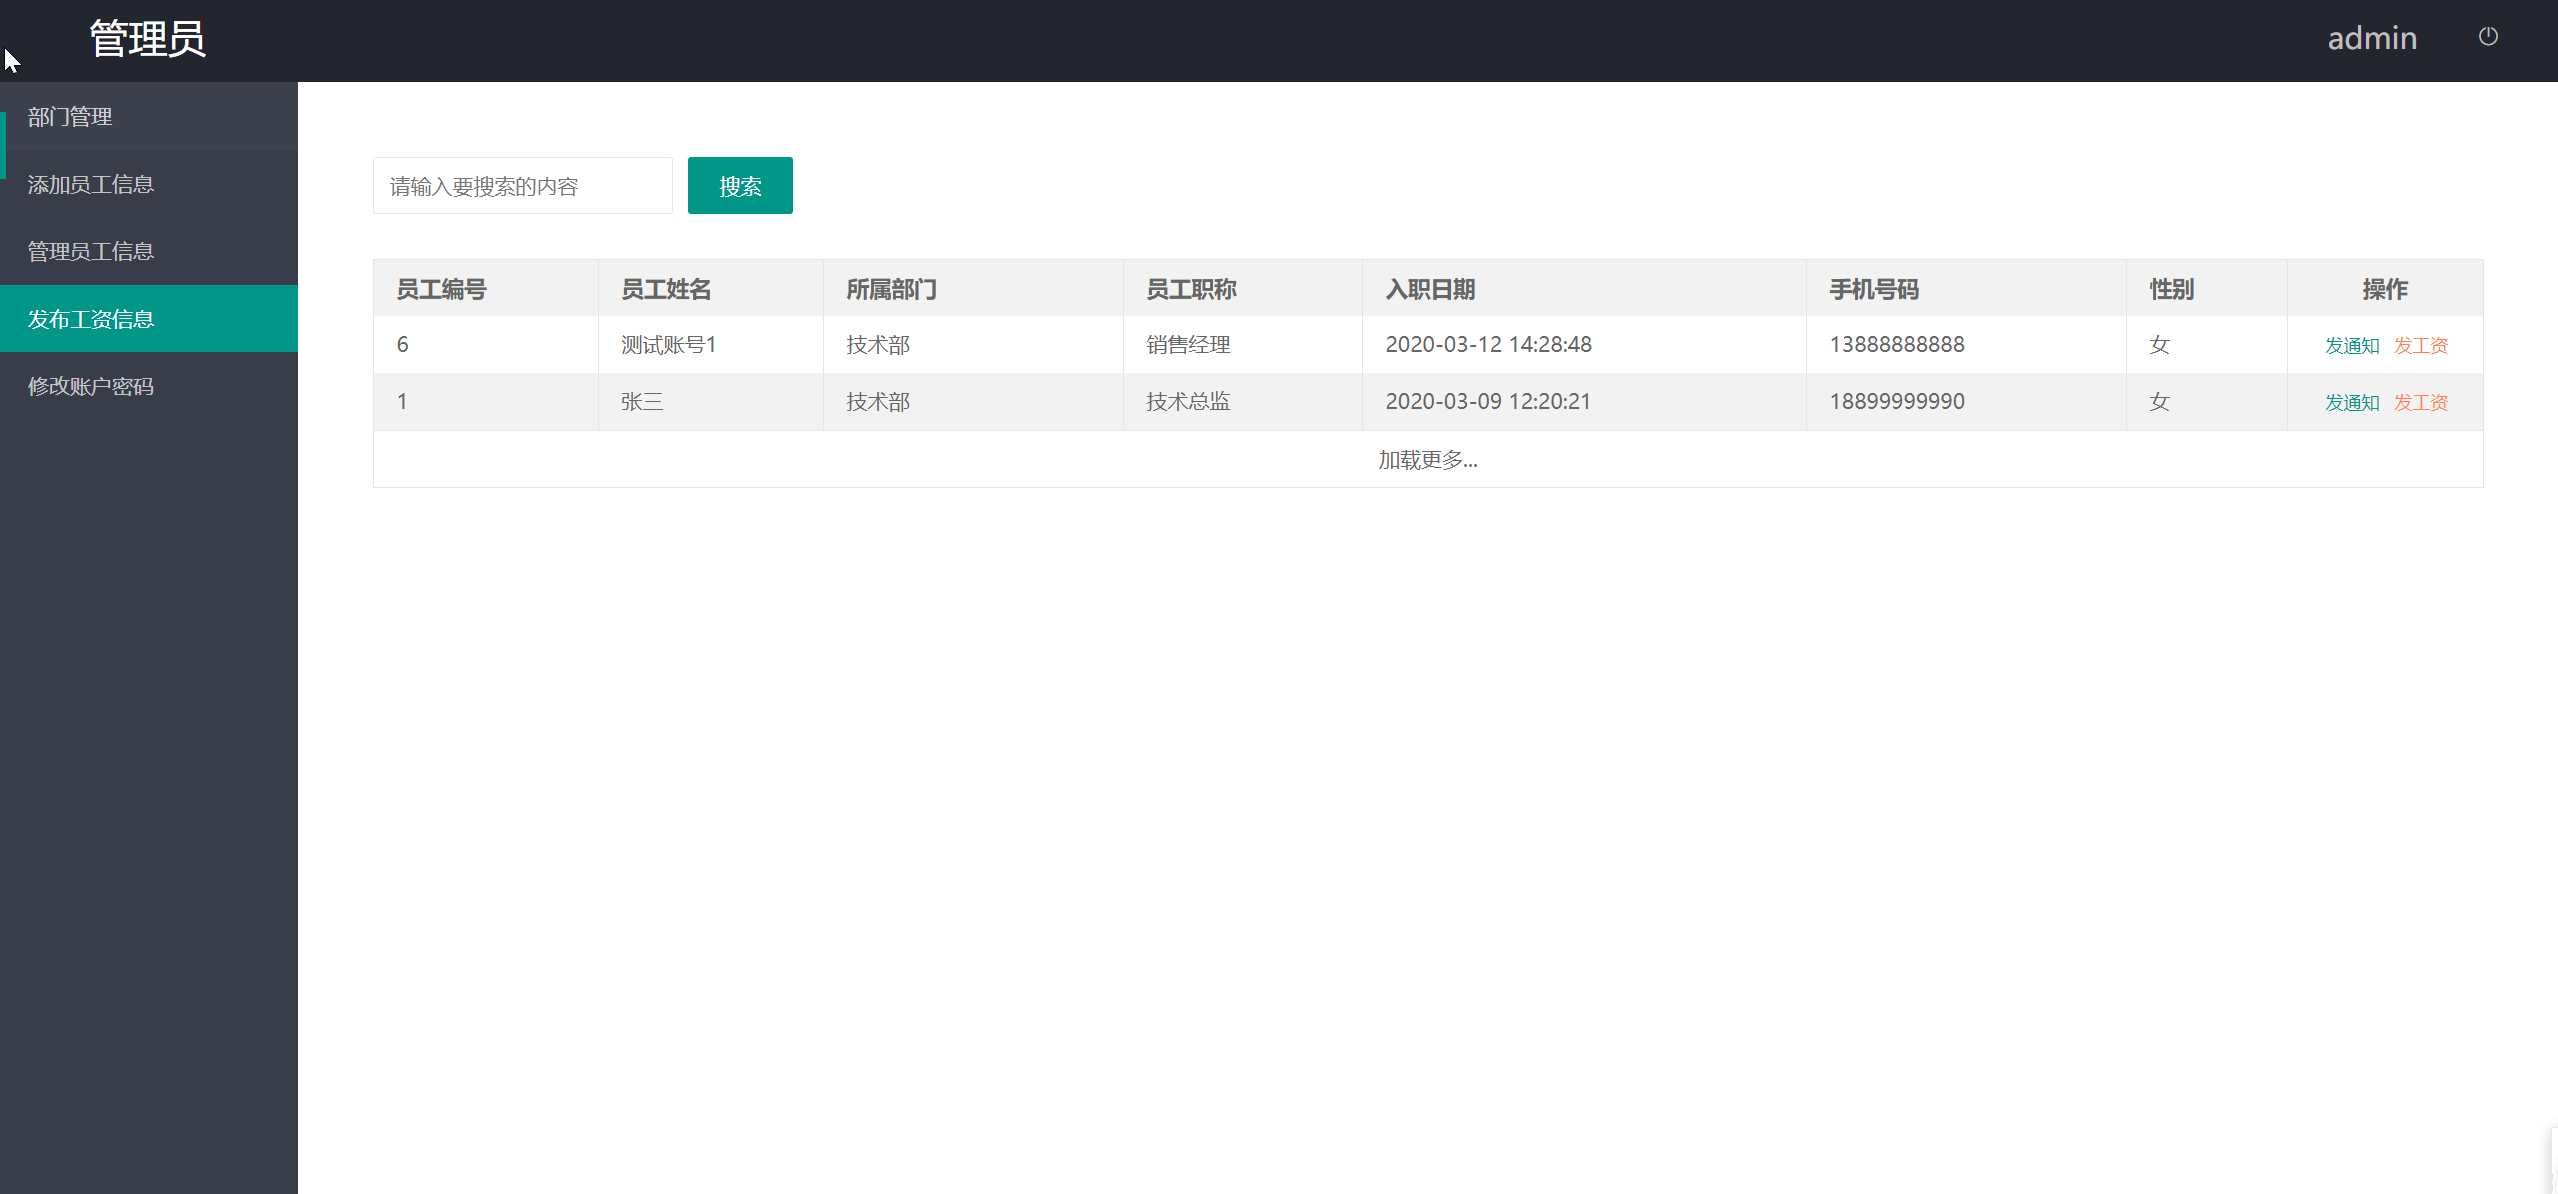 管理员
admin
部门管理
添加员工信息
管理员工信息
发布工资信息
修改账户密码
请输入要搜索的内容 搜索
员工编号 员工姓名 所属部门 员工职称 入职日期 手机号码 性别 操作
6 测试账号1 技术部 销售经理 2020-03-12 14:28:48 13888888888 女 发通知 发工资
1 张三 技术部 技术总监 2020-03-09 12:20:21 18899999990 女 发通知 发工资
加载更多...